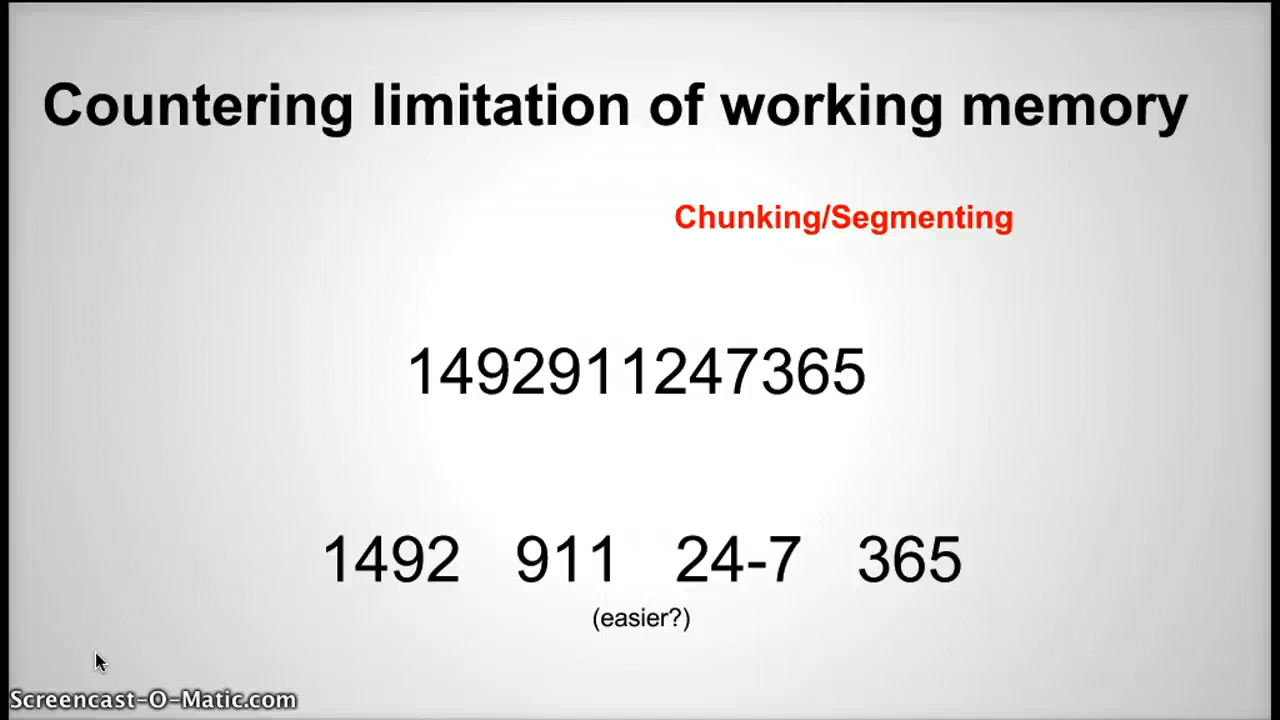 Countering limitation of working memory
Chunking/Segmenting
1492911247365
1492 911 24-7 365
(easier?)
Screencast-O-Matic.com